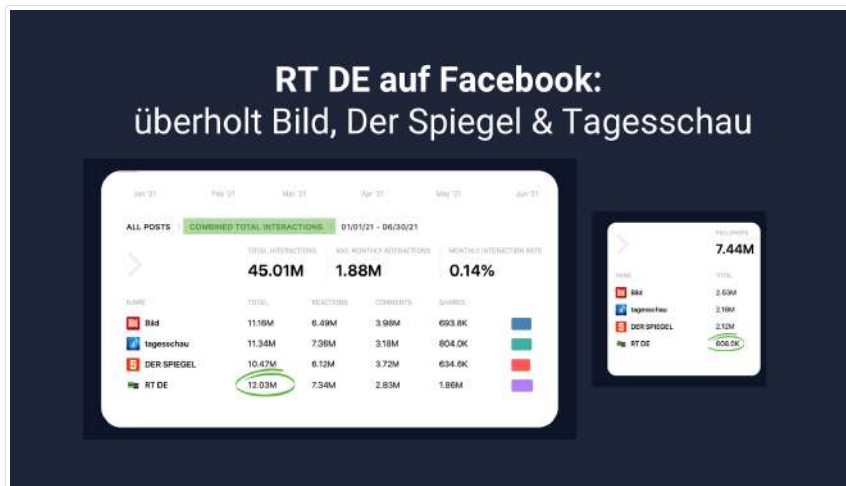 RT DE auf Facebook:
überholt Bild, Der Spiegel & Tagesschau
Jan '21 Feb '21 Mar '21 Apr '21 May '21 Jun '21
ALL POSTS COMBINED TOTAL INTERACTIONS 01/01/21 - 06/30/21
TOTAL INTERACTIONS AVG. MONTHLY INTERACTIONS MONTHLY INTERACTION RATE
45.01M 1.88M 0.14%
NAME TOTAL REACTIONS COMMENTS SHARES
Bild 11.16M 6.49M 3.98M 693.8K
tagesschau 11.34M 7.36M 3.18M 804.0K
DER SPIEGEL 10.47M 6.12M 3.72M 634.6K
RT DE 12.03M 7.34M 2.83M 1.86M
FOLLOWERS
7.44M
NAME TOTAL
Bild 2.53M
tagesschau 2.18M
DER SPIEGEL 2.12M
RT DE 608.0K